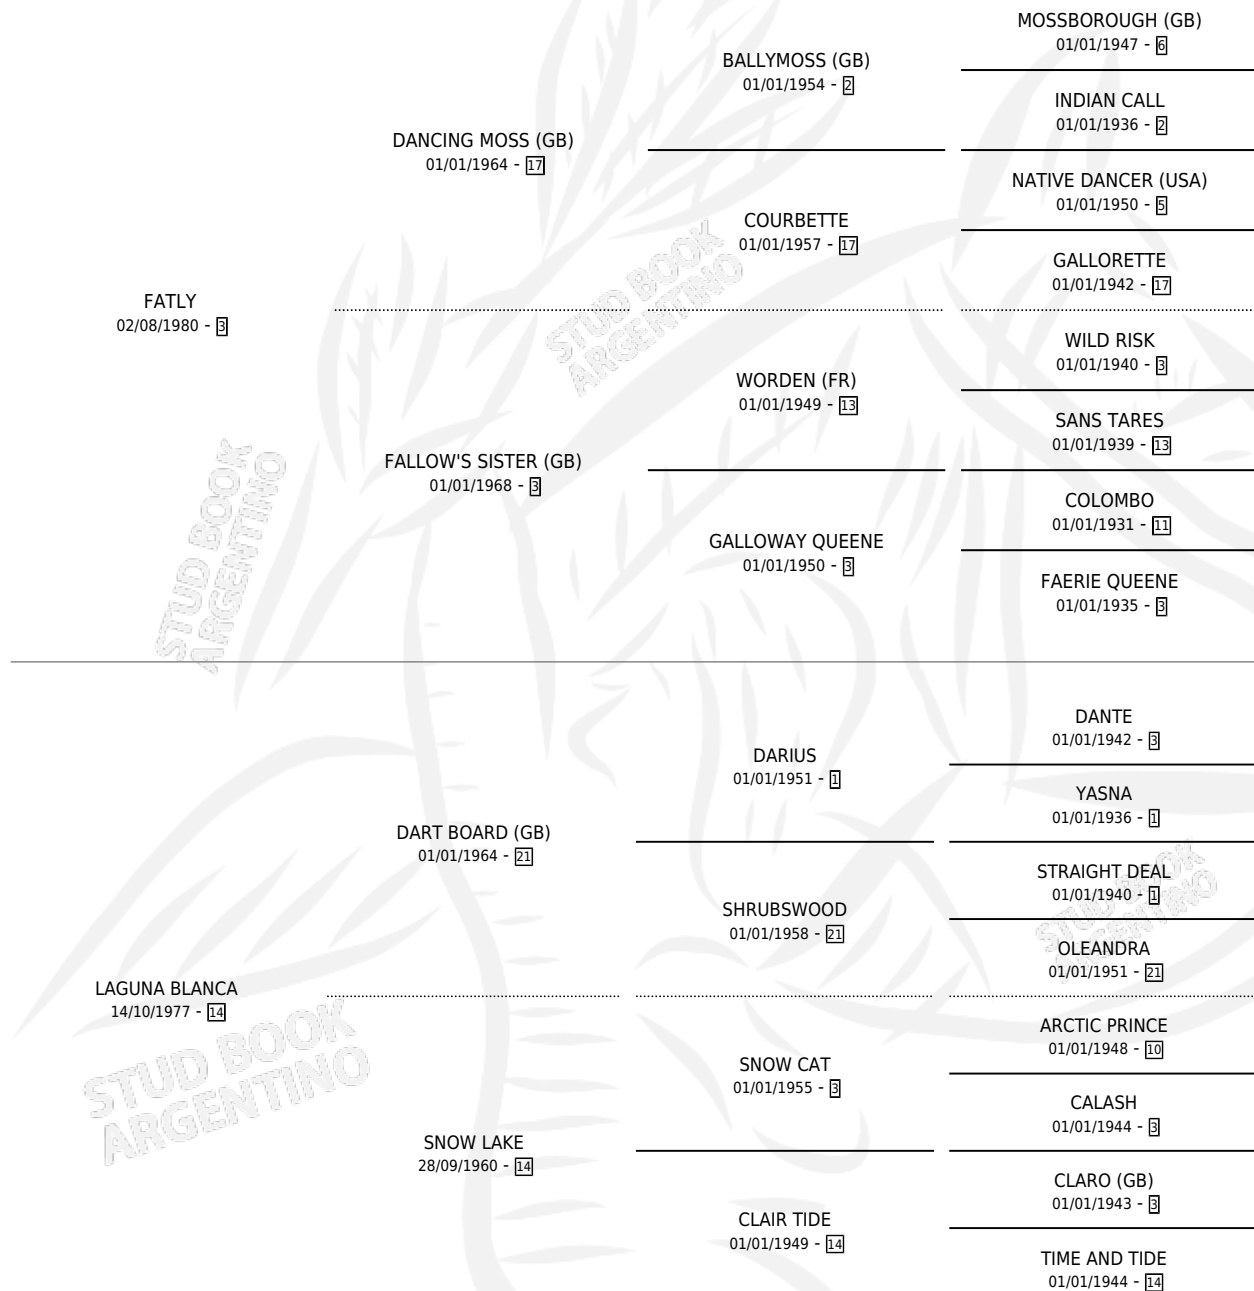 MOSSBOROUGH (GB)
01/01/1947 - 6
BALLYMOSS (GB)
01/01/1954 - 2
INDIAN CALL
01/01/1936 - 2
DANCING MOSS (GB)
01/01/1964 - 17
NATIVE DANCER (USA)
01/01/1950 - 5
COURBETTE
01/01/1957 - 17
GALLORETTE
01/01/1942 - 17
FATLY
02/08/1980 - 3
WILD RISK
01/01/1940 - 3
WORDEN (FR)
01/01/1949 - 13
SANS TARES
01/01/1939 - 13
FALLOW'S SISTER (GB)
01/01/1968 - 3
COLOMBO
01/01/1931 - 11
GALLOWAY QUEENE
01/01/1950 - 3
FAERIE QUEENE
01/01/1935 - 3
DANTE
01/01/1942 - 3
DARIUS
01/01/1951 - 1
YASNA
01/01/1936 - 1
DART BOARD (GB)
01/01/1964 - 21
STRAIGHT DEAL
01/01/1940 - 1
SHRUBSWOOD
01/01/1958 - 21
OLEANDRA
01/01/1951 - 21
LAGUNA BLANCA
14/10/1977 - 14
ARCTIC PRINCE
01/01/1948 - 10
SNOW CAT
01/01/1955 - 3
CALASH
01/01/1944 - 3
SNOW LAKE
28/09/1960 - 14
CLARO (GB)
01/01/1943 - 3
CLAIR TIDE
01/01/1949 - 14
TIME AND TIDE
01/01/1944 - 14
STUD BOOK
ARGENTINO
STUD BOOK
ARGENTINO
STUD BOOK
ARGENTINO
STUD BOOK
ARGENTINO